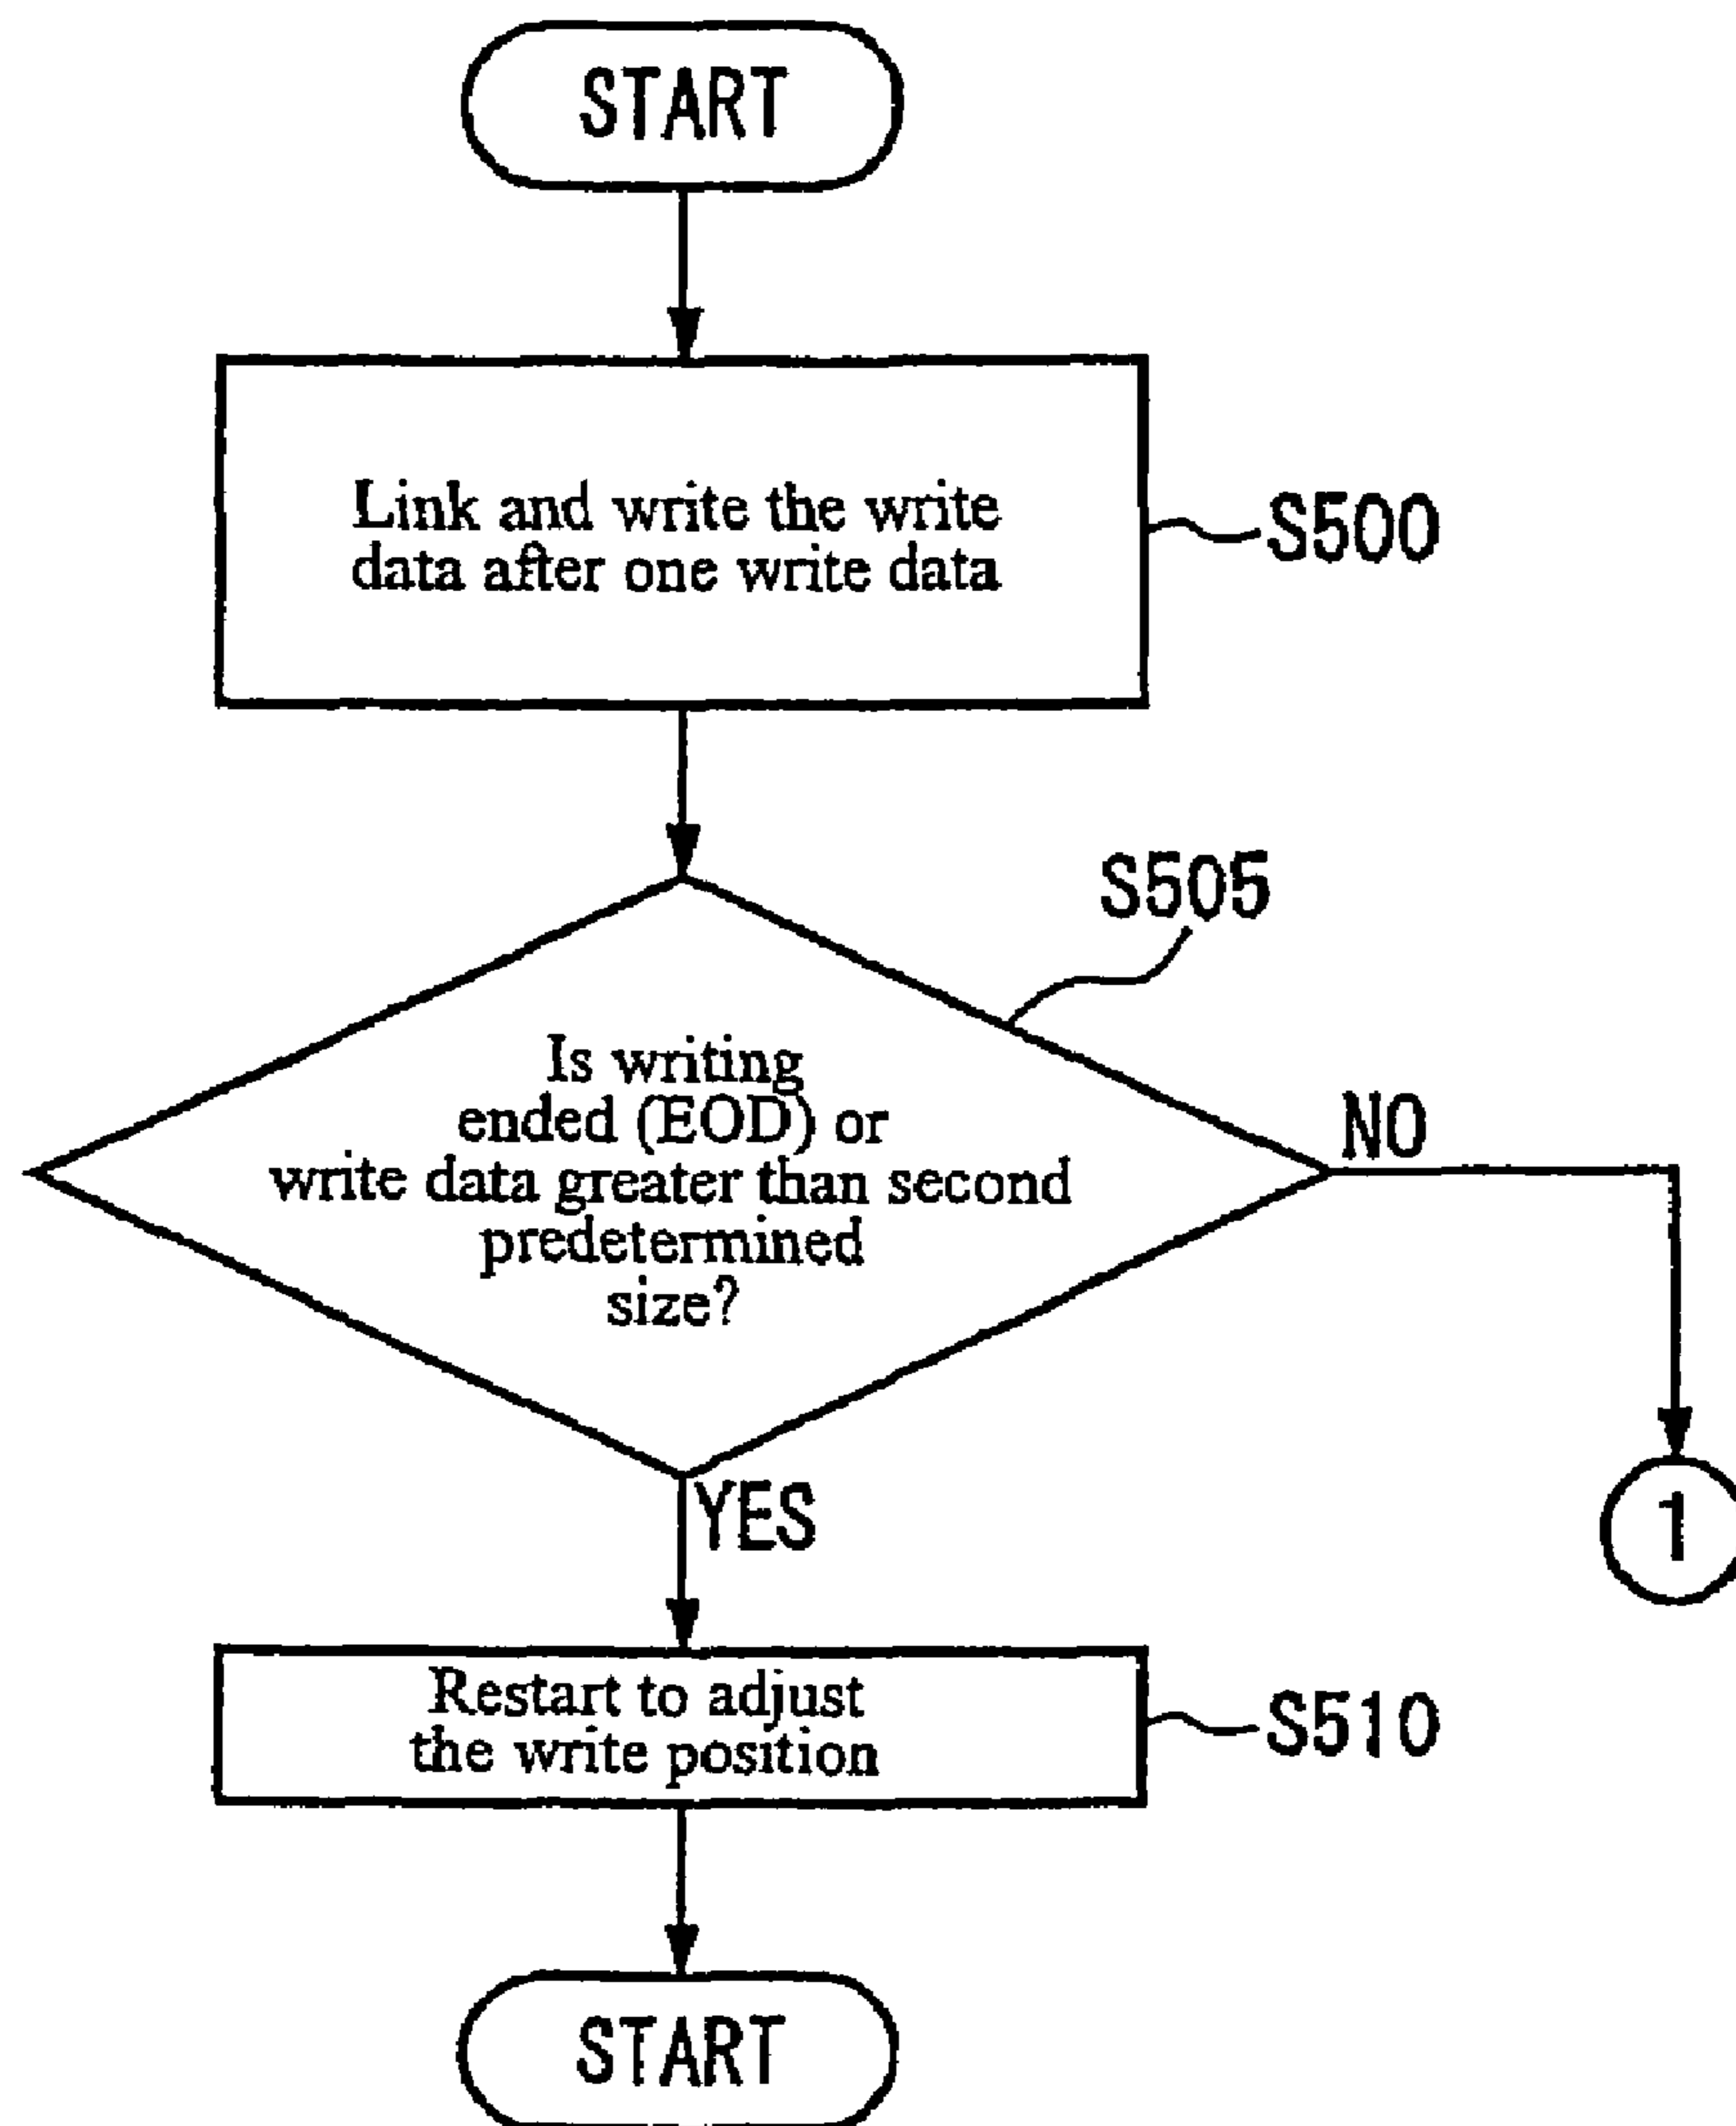 START
Link and write the write
data after one write data
S500
S505
Is writing
ended (EOD) or
write data greater than second
predetermined
size?
NO
YES
1
Restart to adjust
the write position
S510
START